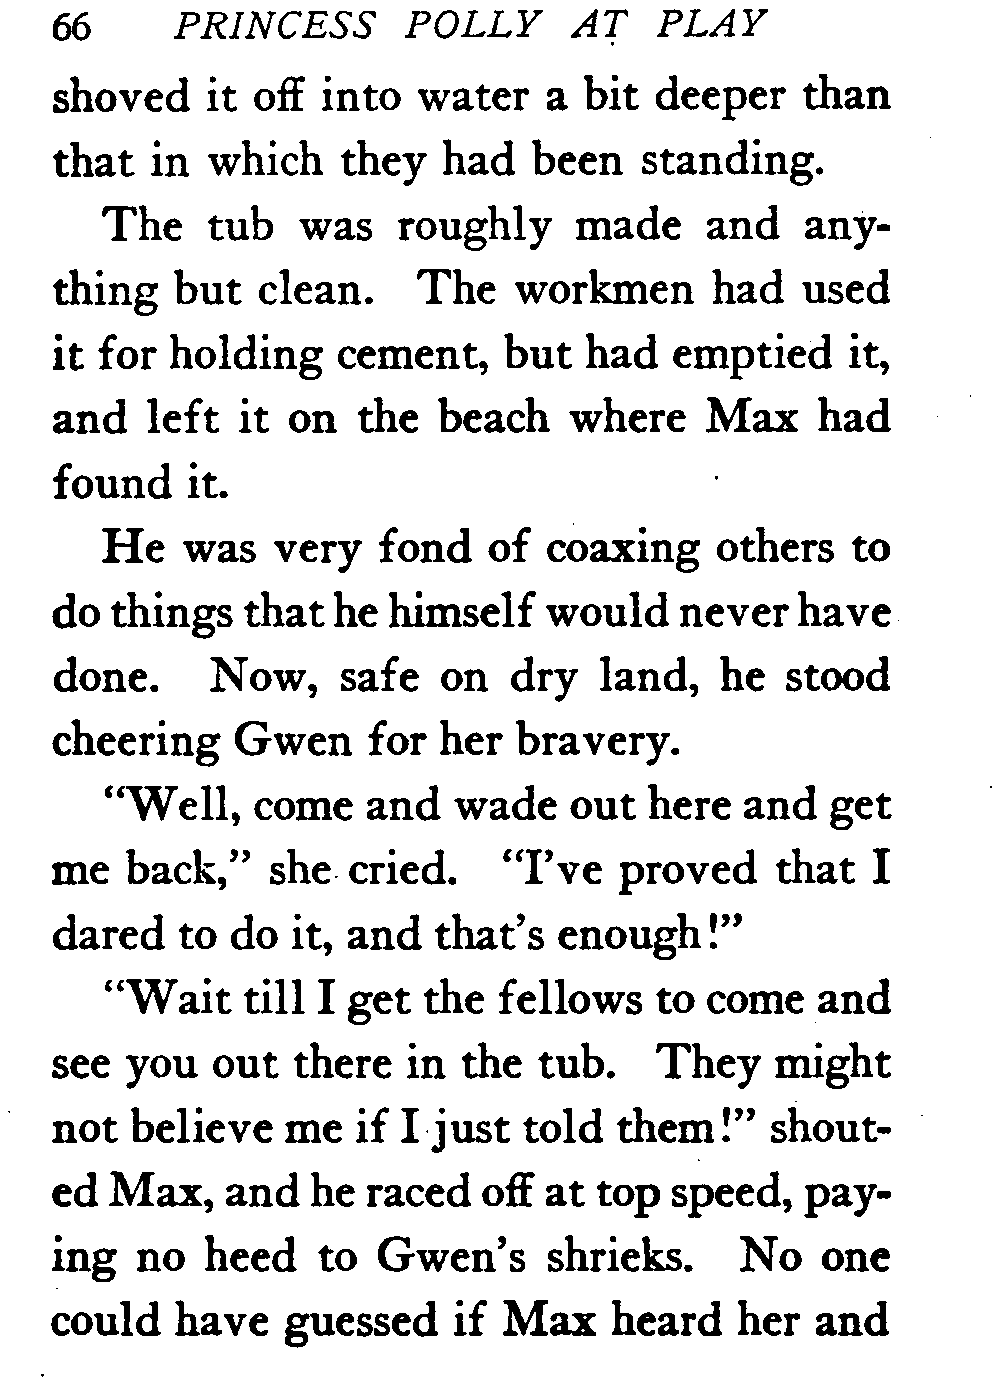 66 PRINCESS POLLY AT PLAY
shoved it off into water a bit deeper than
that in which they had been standing.
The tub was roughly made and any-
thing but clean. The workmen had used
it for holding cement, but had emptied it,
and left it on the beach where Max had
found it.
He was very fond of coaxing others to
do things that he himself would never have
done. Now, safe on dry land, he stood
cheering Gwen for her bravery.
"Well, come and wade out here and get
me back," she cried. "I've proved that I
dared to do it, and that's enough!"
"Wait till I get the fellows to come and
see you out there in the tub. They might
not believe me if I just told them!" shout-
ed Max, and he raced off at top speed, pay-
ing no heed to Gwen's shrieks. No one
could have guessed if Max heard her and